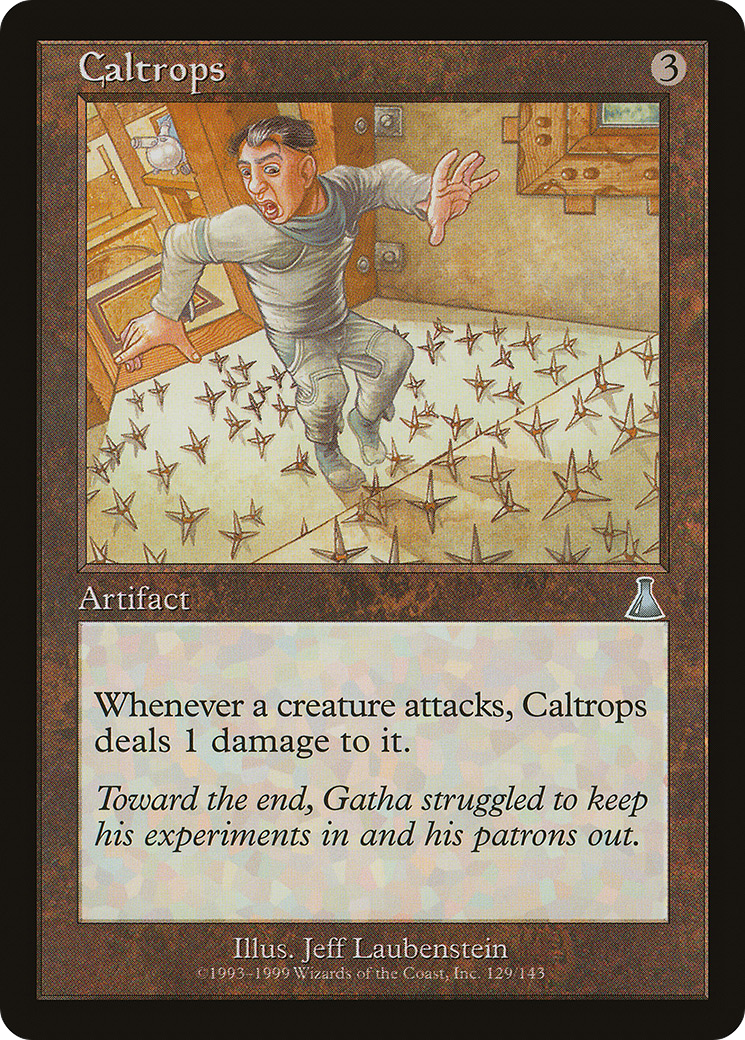 Caltrops
3
Artifact
Whenever a creature attacks, Caltrops
deals 1 damage to it.
Toward the end, Gatha struggled to keep
his experiments in and his patrons out.
Illus. Jeff Laubenstein
©1993–1999 Wizards of the Coast, Inc. 129/143